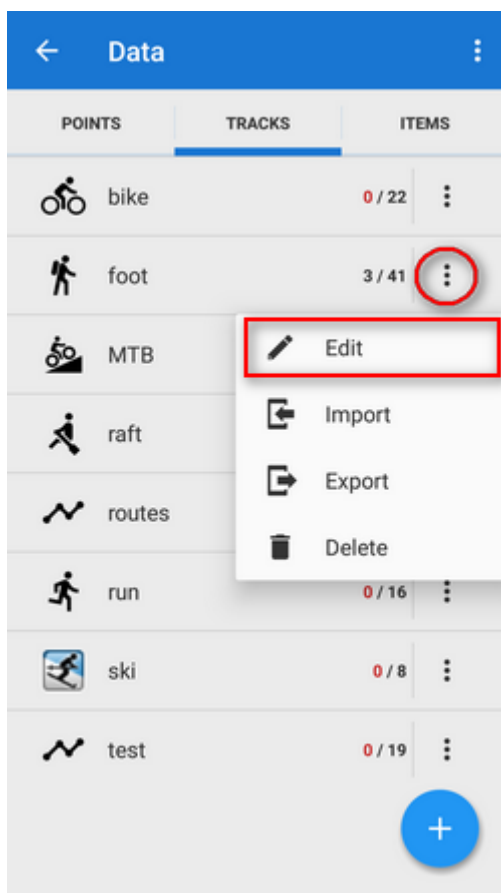 Data
POINTS TRACKS ITEMS
bike 0 / 22
foot 3 / 41
MTB Edit
Import
raft
Export
routes
Delete
run 0 / 16
ski 0 / 8
test 0 / 19